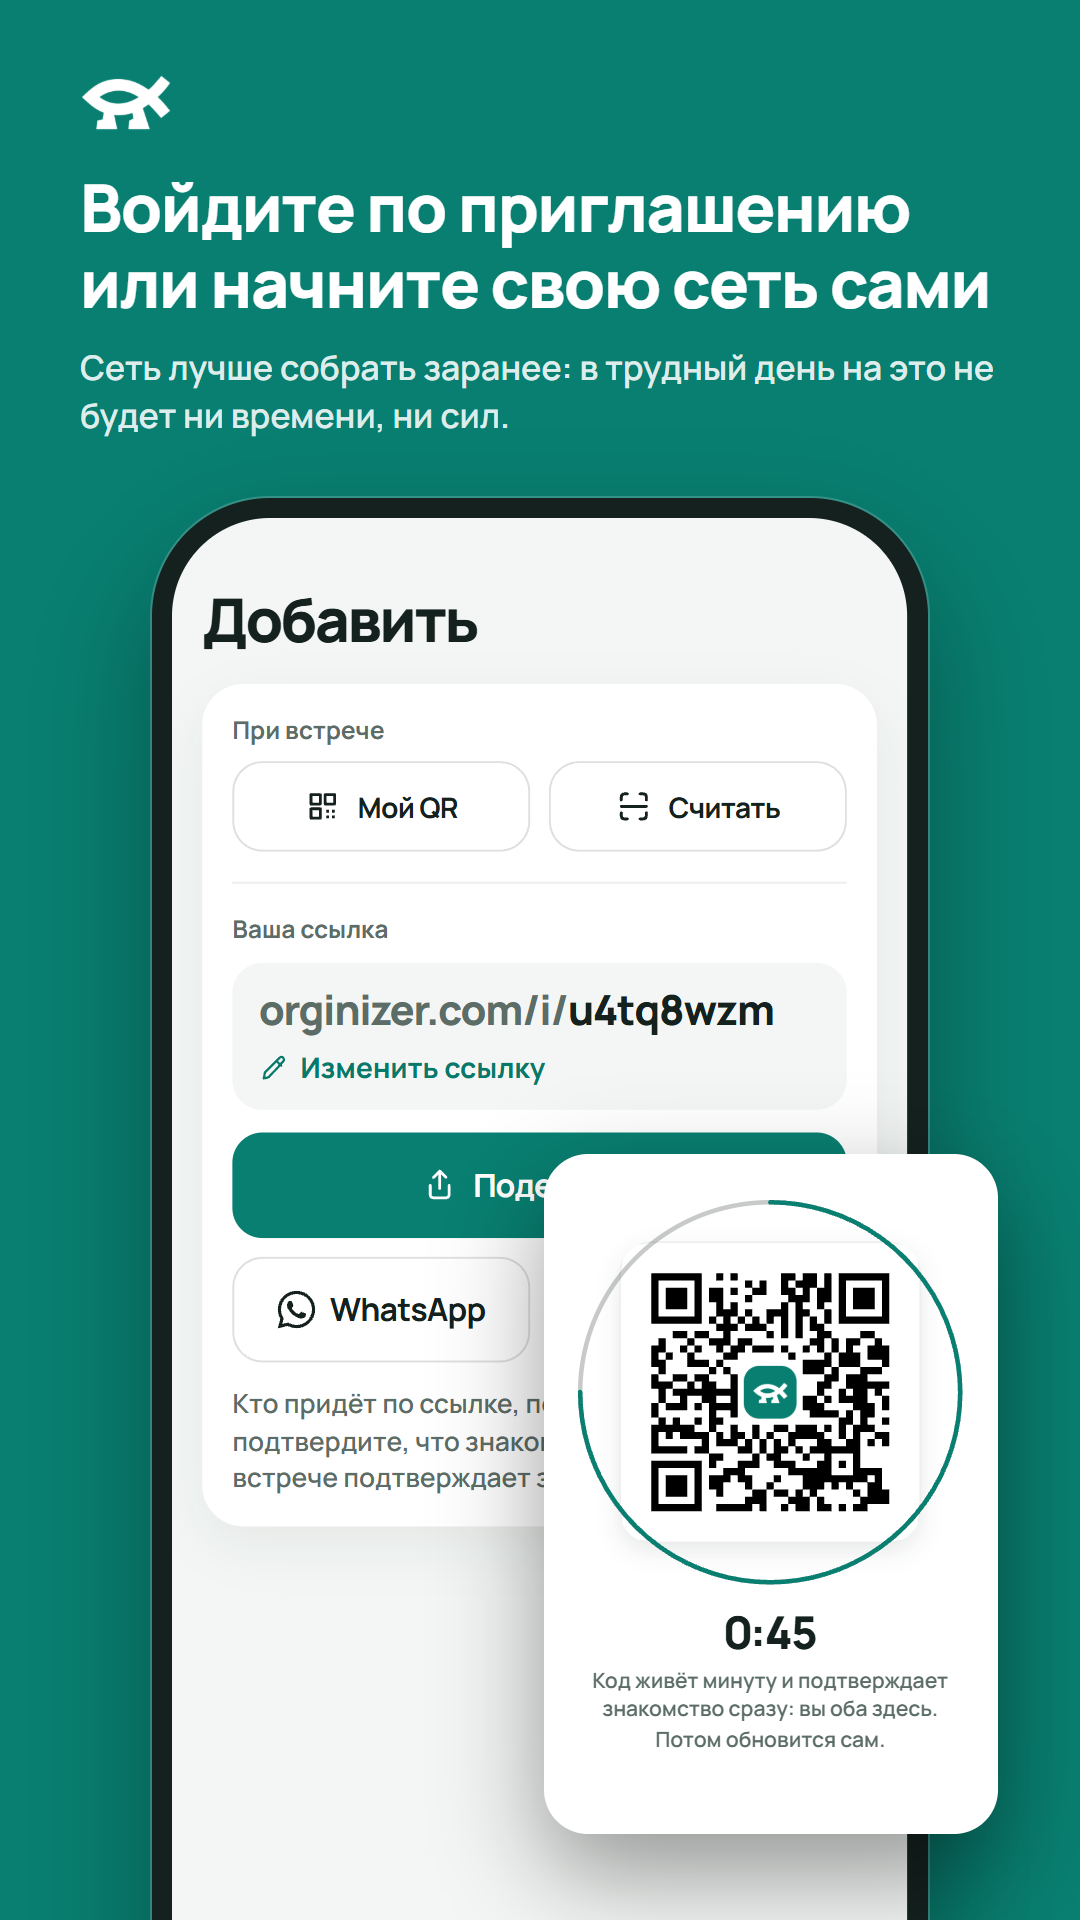 Войдите по приглашению
или начните свою сеть сами
Сеть лучше собрать заранее: в трудный день на это не
будет ни времени, ни сил.
Добавить
При встрече
Мой QR
Считать
Ваша ссылка
orginizer.com/i/u4tq8wzm
Изменить ссылку
Поде
WhatsApp
Кто придёт по ссылке,
подтвердите, что
встрече подтверждает
0:45
Код живёт минуту и подтверждает
знакомство сразу: вы оба здесь.
Потом обновится сам.